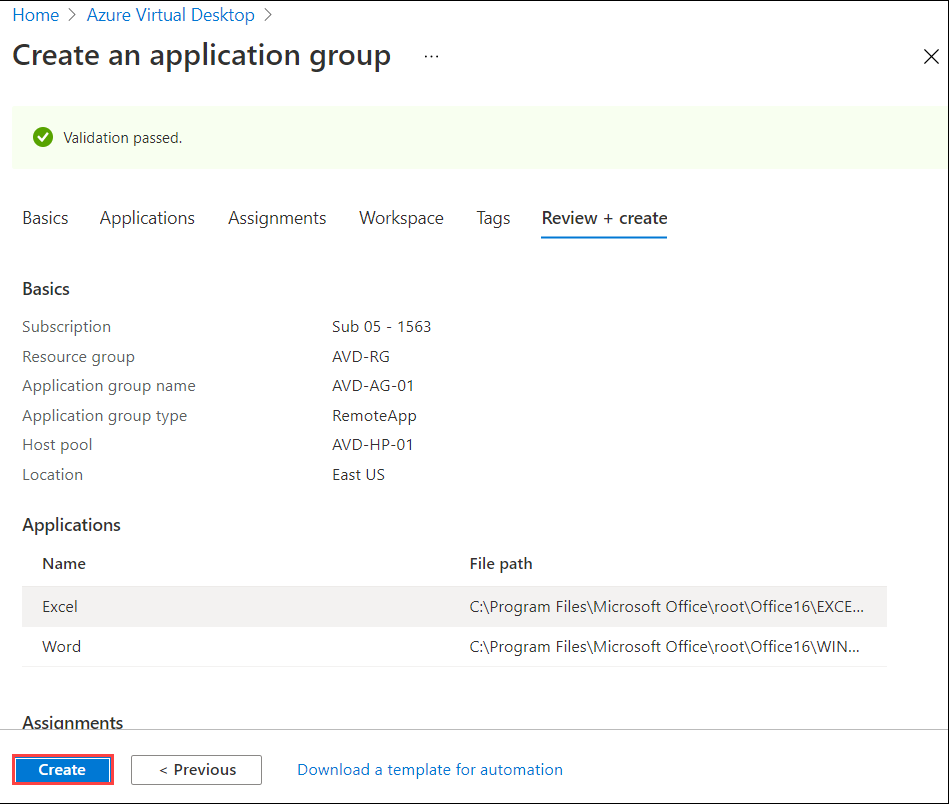 Home > Azure Virtual Desktop >
Create an application group ...
Validation passed.
Basics Applications Assignments Workspace Tags Review + create
Basics
Subscription Sub 05 - 1563
Resource group AVD-RG
Application group name AVD-AG-01
Application group type RemoteApp
Host pool AVD-HP-01
Location East US
Applications
Name File path
Excel C:\Program Files\Microsoft Office\root\Office16\EXCE...
Word C:\Program Files\Microsoft Office\root\Office16\WIN...
Assignments
Create < Previous Download a template for automation